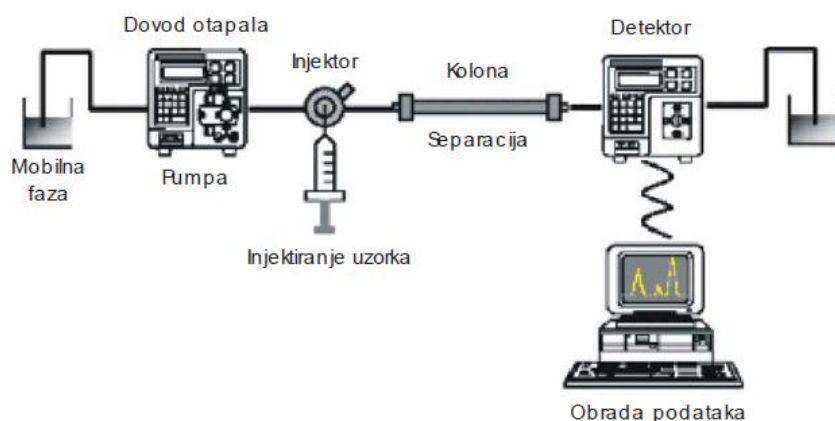 Dovod otapala
Detektor
Injektor
Kolona
Separacija
Mobilna
faza
Pumpa
Injektiranje uzorka
Obrada podataka